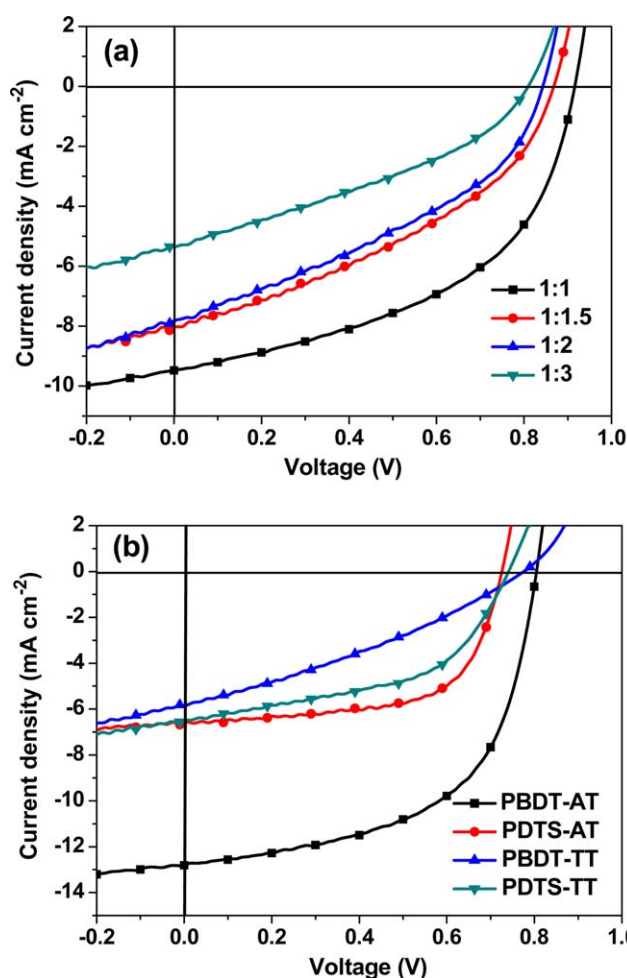 (a)
Current density (mA cm⁻²)
2
0
-2
-4
-6
-8
-10
1:1
1:1.5
1:2
1:3
-0.2 0.0 0.2 0.4 0.6 0.8 1.0
Voltage (V)
(b)
Current density (mA cm⁻²)
2
0
-2
-4
-6
-8
-10
-12
-14
PBDT-AT
PDTS-AT
PBDT-TT
PDTS-TT
-0.2 0.0 0.2 0.4 0.6 0.8 1.0
Voltage (V)